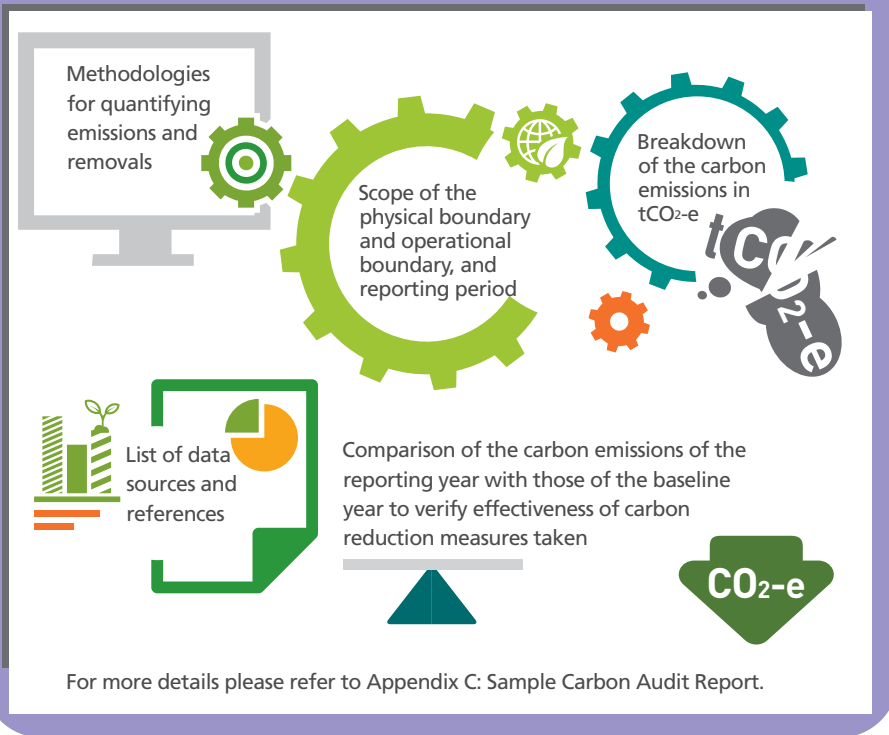 Methodologies
for quantifying
emissions and
removals
Scope of the
physical boundary
and operational
boundary, and
reporting period
Breakdown
of the carbon
emissions in
tCO2-e
tCO2-e
List of data
sources and
references
Comparison of the carbon emissions of the
reporting year with those of the baseline
year to verify effectiveness of carbon
reduction measures taken
CO2-e
For more details please refer to Appendix C: Sample Carbon Audit Report.